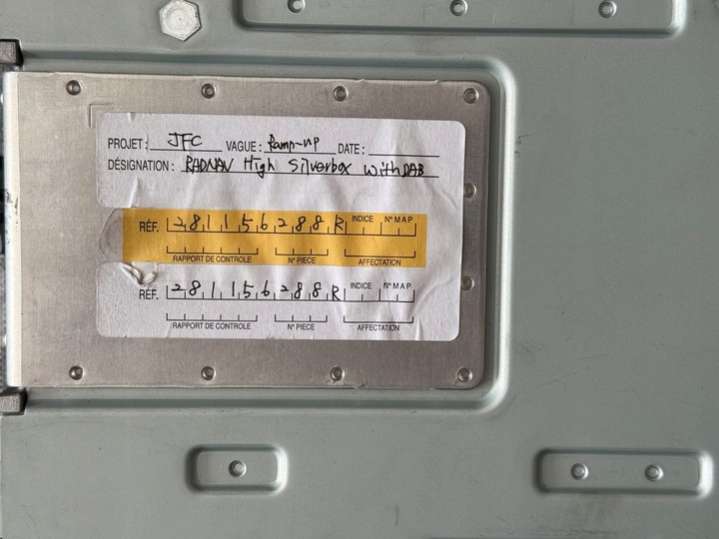 PROJET : JFC VAGUE : Ramp-up DATE :
DÉSIGNATION : RADNAV High Silverbox with DAB
RÉF. 281156288R INDICE N° MAP
RAPPORT DE CONTROLE N° PIECE AFFECTATION
RÉF. 281156288R INDICE N° MAP
RAPPORT DE CONTROLE N° PIECE AFFECTATION